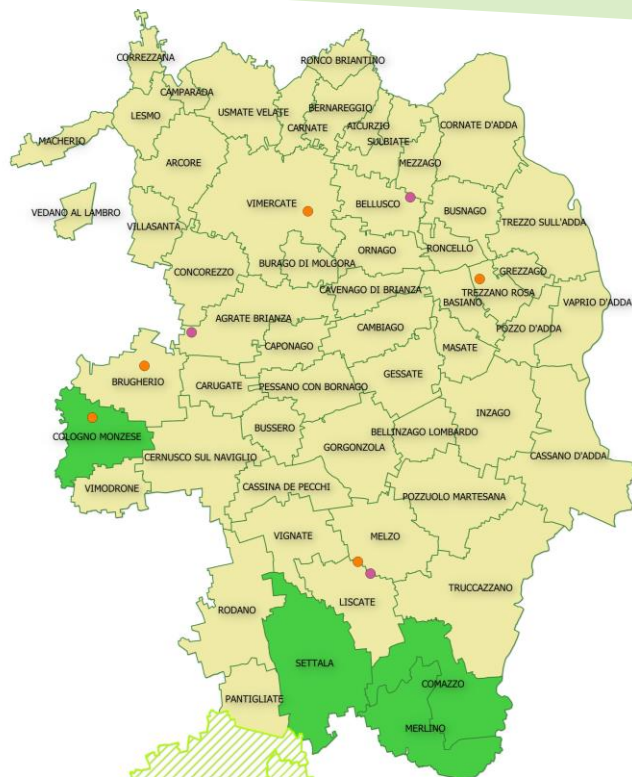 CORREZZANA
RONCO BRIANTINO
CAMPARADA
BERNAREGGIO
LESMO
USMATE VELATE
CARNATE
AICURZIO
CORNATE D'ADDA
SULBIATE
MACHERIO
ARCORE
MEZZAGO
VIMERCATE
BELLUSCO
BUSNAGO
VEDANO AL LAMBRO
VILLASANTA
TREZZO SULL'ADDA
ORNAGO
RONCELLO
BURAGO DI MOLGORA
CONCOREZZO
GREZZAGO
CAVENAGO DI BRIANZA
TREZZANO ROSA
BASIANO
VAPRIO D'ADDA
AGRATE BRIANZA
CAMBIAGO
POZZO D'ADDA
CAPONAGO
MASATE
GESSATE
BRUGHERIO
CARUGATE
PESSANO CON BORNAGO
INZAGO
BUSSERO
BELLINZAGO LOMBARDO
COLOGNO MONZESE
GORGONZOLA
CERNUSCO SUL NAVIGLIO
CASSANO D'ADDA
VIMODRONE
CASSINA DE PECCHI
POZZUOLO MARTESANA
VIGNATE
MELZO
TRUCCAZZANO
LISCATE
RODANO
SETTALA
COMAZZO
PANTIGLIATE
MERLINO